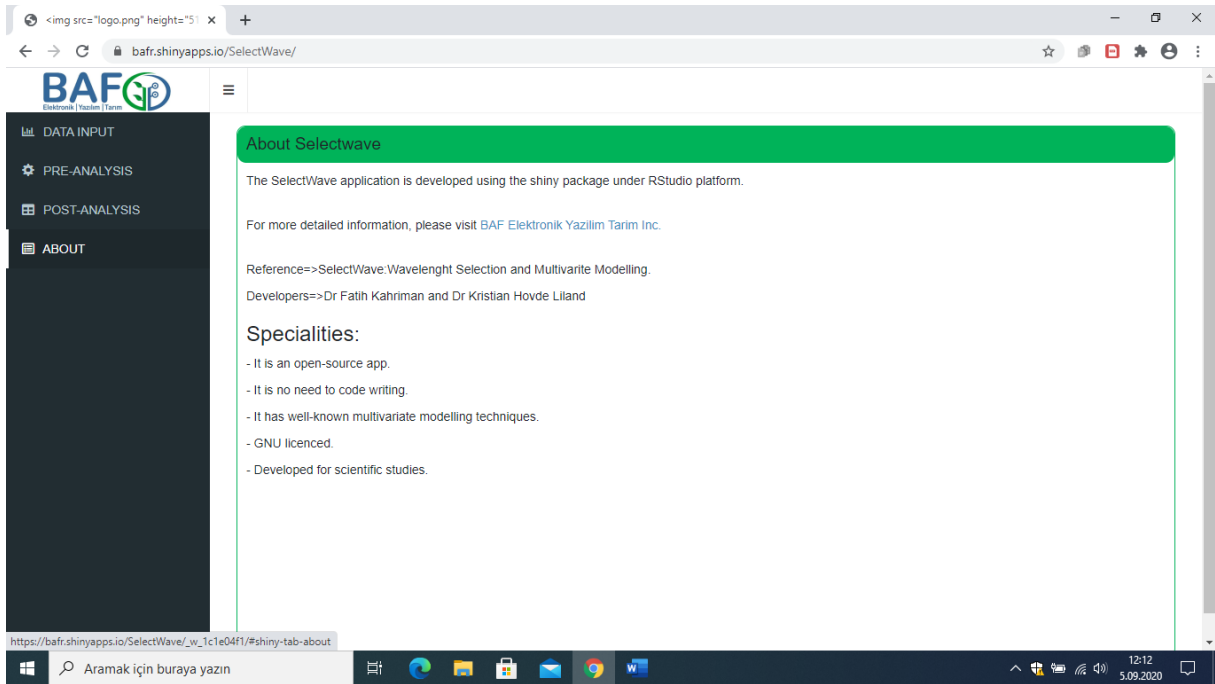 <img src="logo.png" height="51
bafr.shinyapps.io/SelectWave/
BAF
Elektronik | Yazılım | Tarım
DATA INPUT
PRE-ANALYSIS
POST-ANALYSIS
ABOUT
About Selectwave
The SelectWave application is developed using the shiny package under RStudio platform.
For more detailed information, please visit BAF Elektronik Yazilim Tarim Inc.
Reference=>SelectWave:Wavelenght Selection and Multivarite Modelling.
Developers=>Dr Fatih Kahriman and Dr Kristian Hovde Liland
Specialities:
- It is an open-source app.
- It is no need to code writing.
- It has well-known multivariate modelling techniques.
- GNU licenced.
- Developed for scientific studies.
https://bafr.shinyapps.io/SelectWave/_w_1c1e04f1/#shiny-tab-about
Aramak için buraya yazın
12:12
5.09.2020